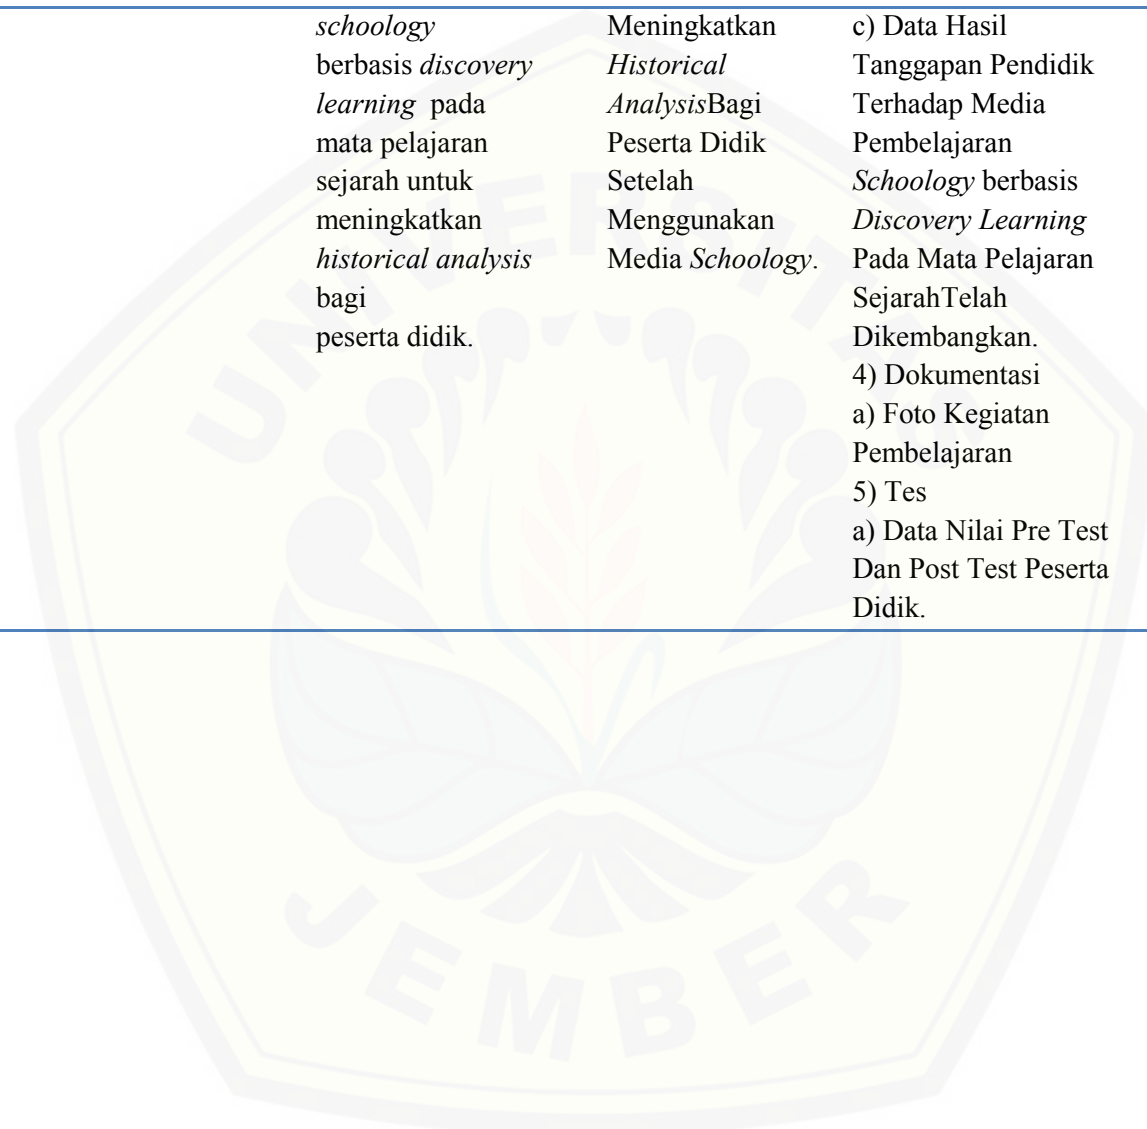 schoology
berbasis discovery
learning pada
mata pelajaran
sejarah untuk
meningkatkan
historical analysis
bagi
peserta didik.
Meningkatkan
Historical
AnalysisBagi
Peserta Didik
Setelah
Menggunakan
Media Schoology.
c) Data Hasil
Tanggapan Pendidik
Terhadap Media
Pembelajaran
Schoology berbasis
Discovery Learning
Pada Mata Pelajaran
SejarahTelah
Dikembangkan.
4) Dokumentasi
a) Foto Kegiatan
Pembelajaran
5) Tes
a) Data Nilai Pre Test
Dan Post Test Peserta
Didik.
UNIVERSITAS
JEMBER